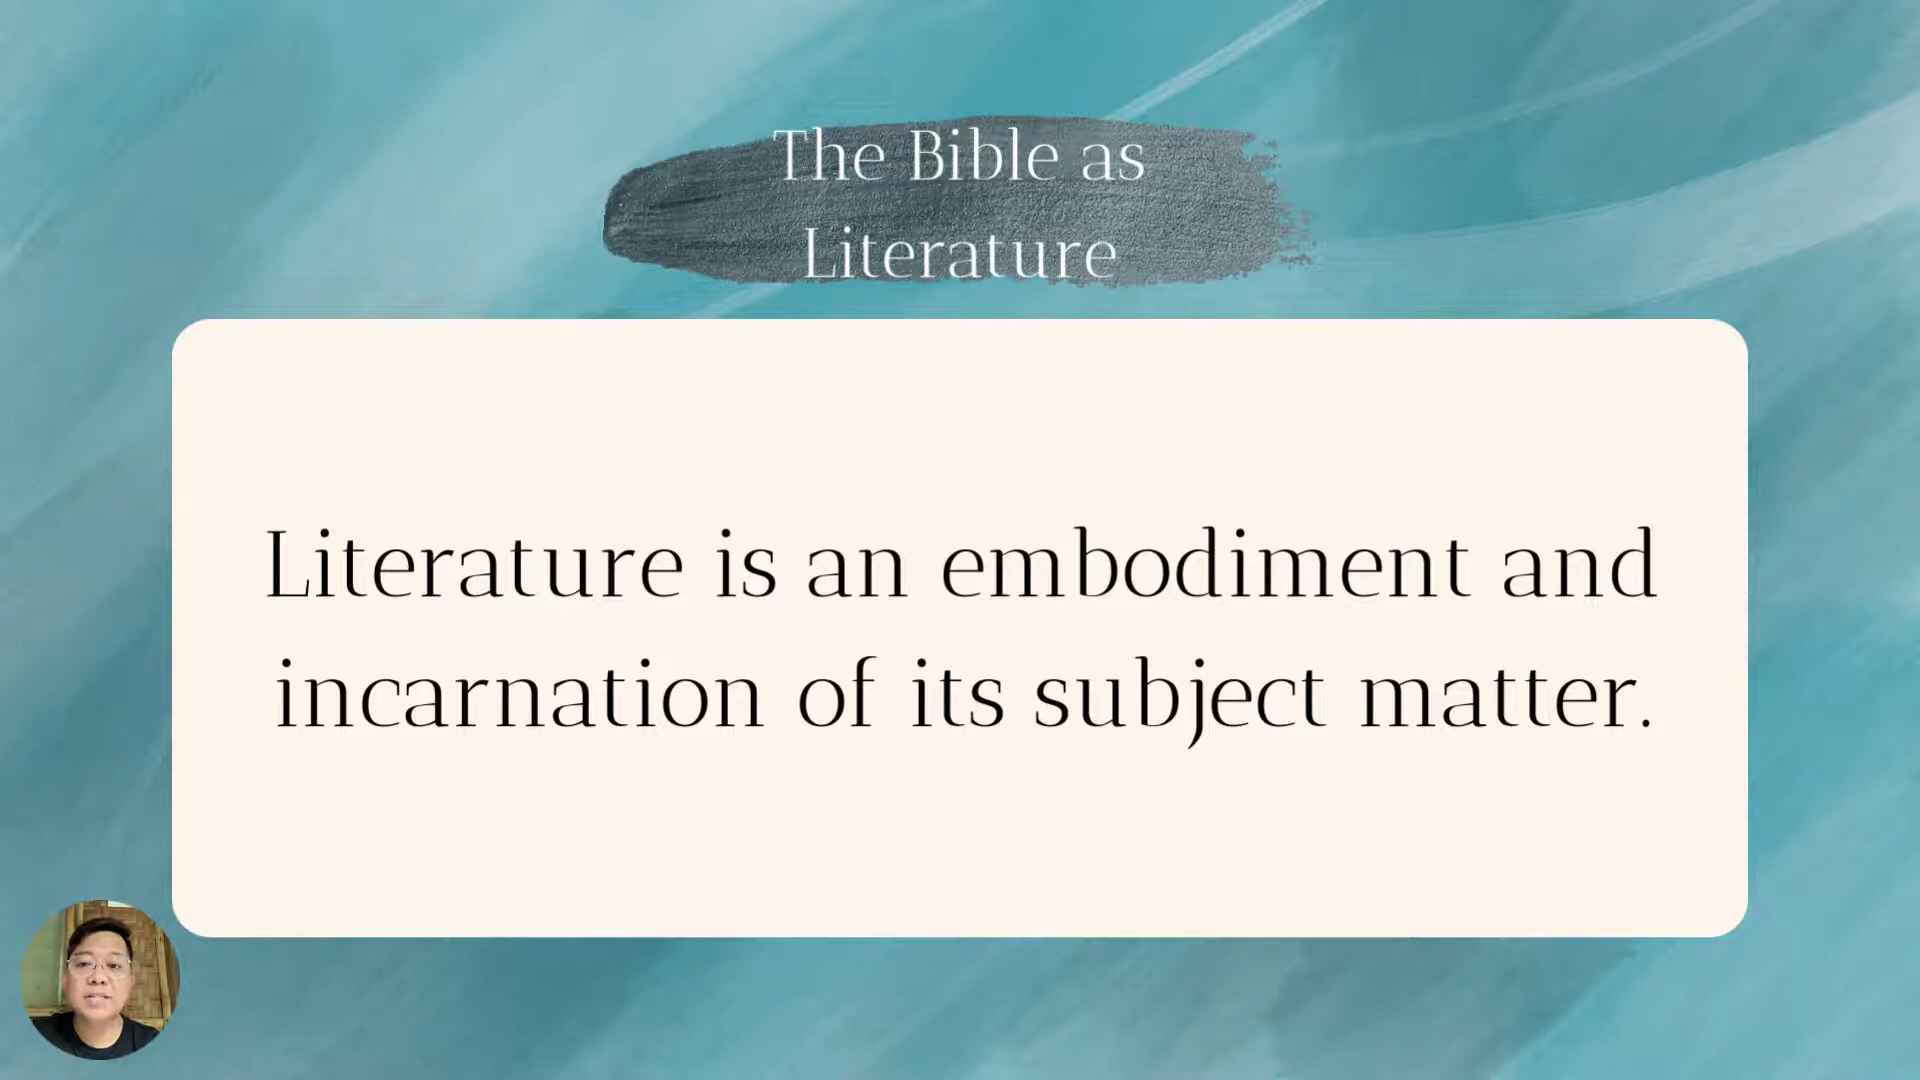 The Bible as
Literature
Literature is an embodiment and
incarnation of its subject matter.